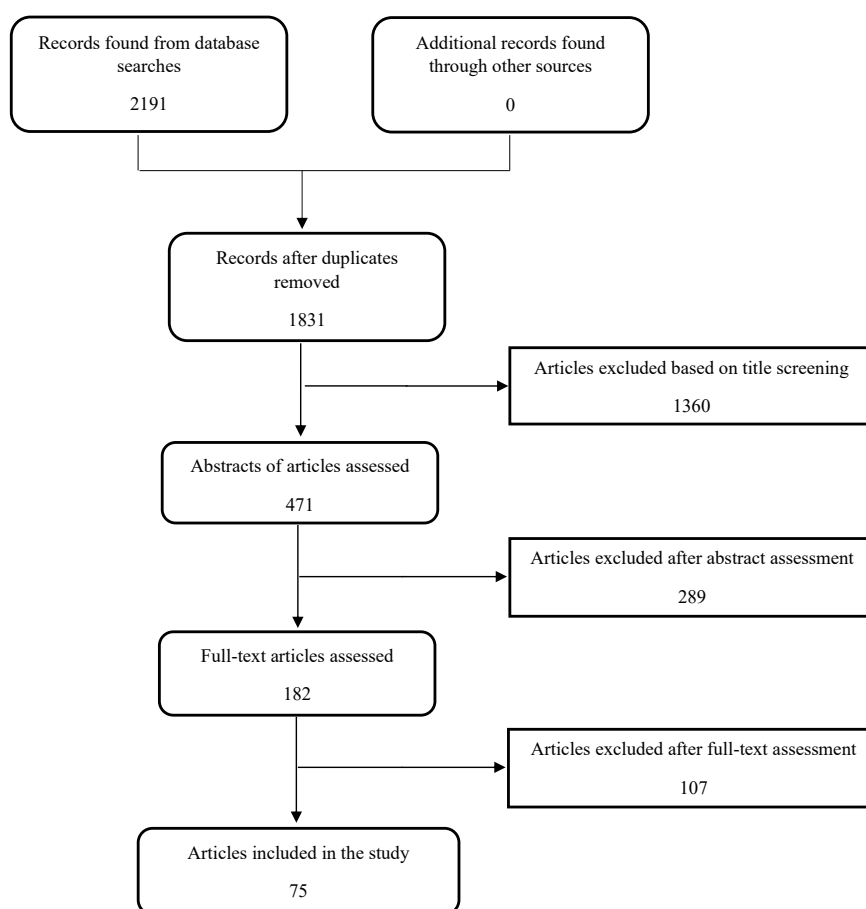 Records found from database
searches
2191
Additional records found
through other sources
0
Records after duplicates
removed
1831
Articles excluded based on title screening
1360
Abstracts of articles assessed
471
Articles excluded after abstract assessment
289
Full-text articles assessed
182
Articles excluded after full-text assessment
107
Articles included in the study
75